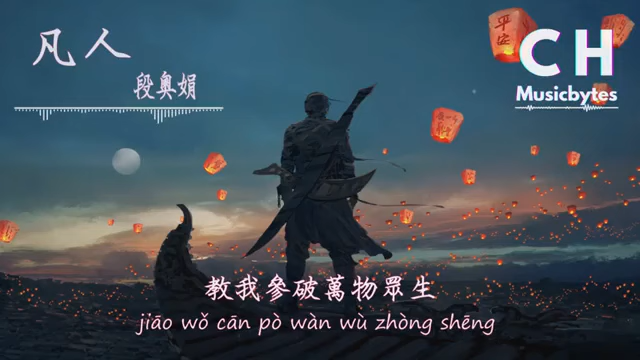 凡人
段奥娟
平安
CH
Musicbytes
教我參破萬物眾生
jiāo wǒ cān pò wàn wù zhòng shēng